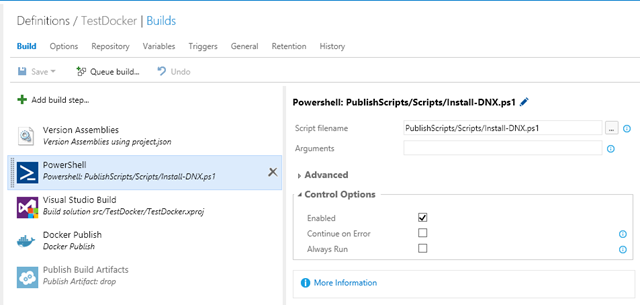 Definitions / TestDocker | Builds
Build Options Repository Variables Triggers General Retention History
Save Queue build... Undo
Add build step...
Version Assemblies
Version Assemblies using project.json
PowerShell
Powershell: PublishScripts/Scripts/Install-DNX.ps1
Visual Studio Build
Build solution src/TestDocker/TestDocker.xproj
Docker Publish
Docker Publish
Publish Build Artifacts
Publish Artifact: drop
Powershell: PublishScripts/Scripts/Install-DNX.ps1
Script filename PublishScripts/Scripts/Install-DNX.ps1 ...
Arguments
Advanced
Control Options
Enabled
Continue on Error
Always Run
More Information